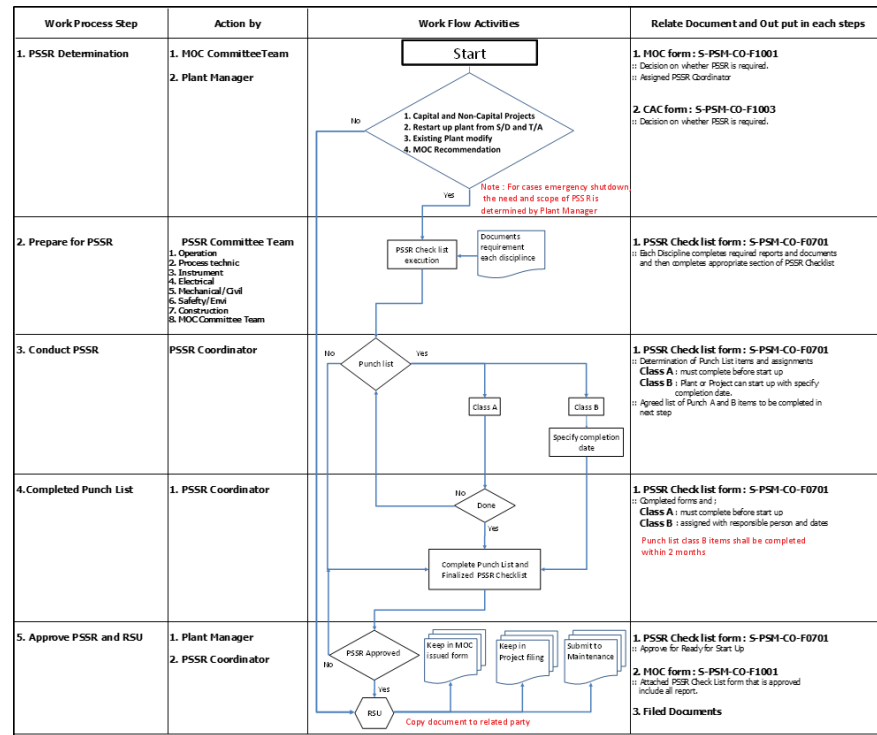 Work Process Step
Action by
Work Flow Activities
Relate Document and Out put in each steps
1. PSSR Determination
1. MOC CommitteeTeam
2. Plant Manager
Start
No
1. Capital and Non-Capital Projects
2. Restart up plant from S/D and T/A
3. Existing Plant modify
4. MOC Recommendation
Yes
Note : For cases emergency shutdown
the need and scope of PSSR is
determined by Plant Manager
1. MOC form : S-PSM-CO-F1001
:: Decision on whether PSSR is required.
:: Assigned PSSR Coordinator
2. CAC form : S-PSM-CO-F1003
:: Decision on whether PSSR is required.
2. Prepare for PSSR
PSSR Committee Team
1. Operation
2. Process technic
3. Instrument
4. Electrical
5. Mechanical/Civil
6. Safefty/Envi
7. Construction
8. MOC Committee Team
PSSR Check list
execution
Documents
requirement
each disciplince
1. PSSR Check list form : S-PSM-CO-F0701
:: Each Discipline completes required reports and documents
and then completes appropriate section of PSSR Checklist
3. Conduct PSSR
PSSR Coordinator
No
Punch list
Yes
Class A
Class B
Specify completion
date
1. PSSR Check list form : S-PSM-CO-F0701
:: Determination of Punch List items and assignments
Class A : must complete before start up
Class B : Plant or Project can start up with specify
completion date.
:: Agreed list of Punch A and B items to be completed in
next step
4.Completed Punch List
1. PSSR Coordinator
No
Done
Yes
Complete Punch List and
Finalized PSSR Checklist
1. PSSR Check list form : S-PSM-CO-F0701
:: Completed forms and ;
Class A : must complete before start up
Class B : assigned with responsible person and dates
Punch list class B items shall be completed
within 2 months
5. Approve PSSR and RSU
1. Plant Manager
2. PSSR Coordinator
PSSR Approved
No
Yes
RSU
Keep in MOC
issued form
Keep in
Project filing
Submit to
Maintenance
Copy document to related party
1. PSSR Check list form : S-PSM-CO-F0701
:: Approve for Ready for Start Up
2. MOC form : S-PSM-CO-F1001
:: Attached PSSR Check List form that is approved
include all report.
3. Filed Documents